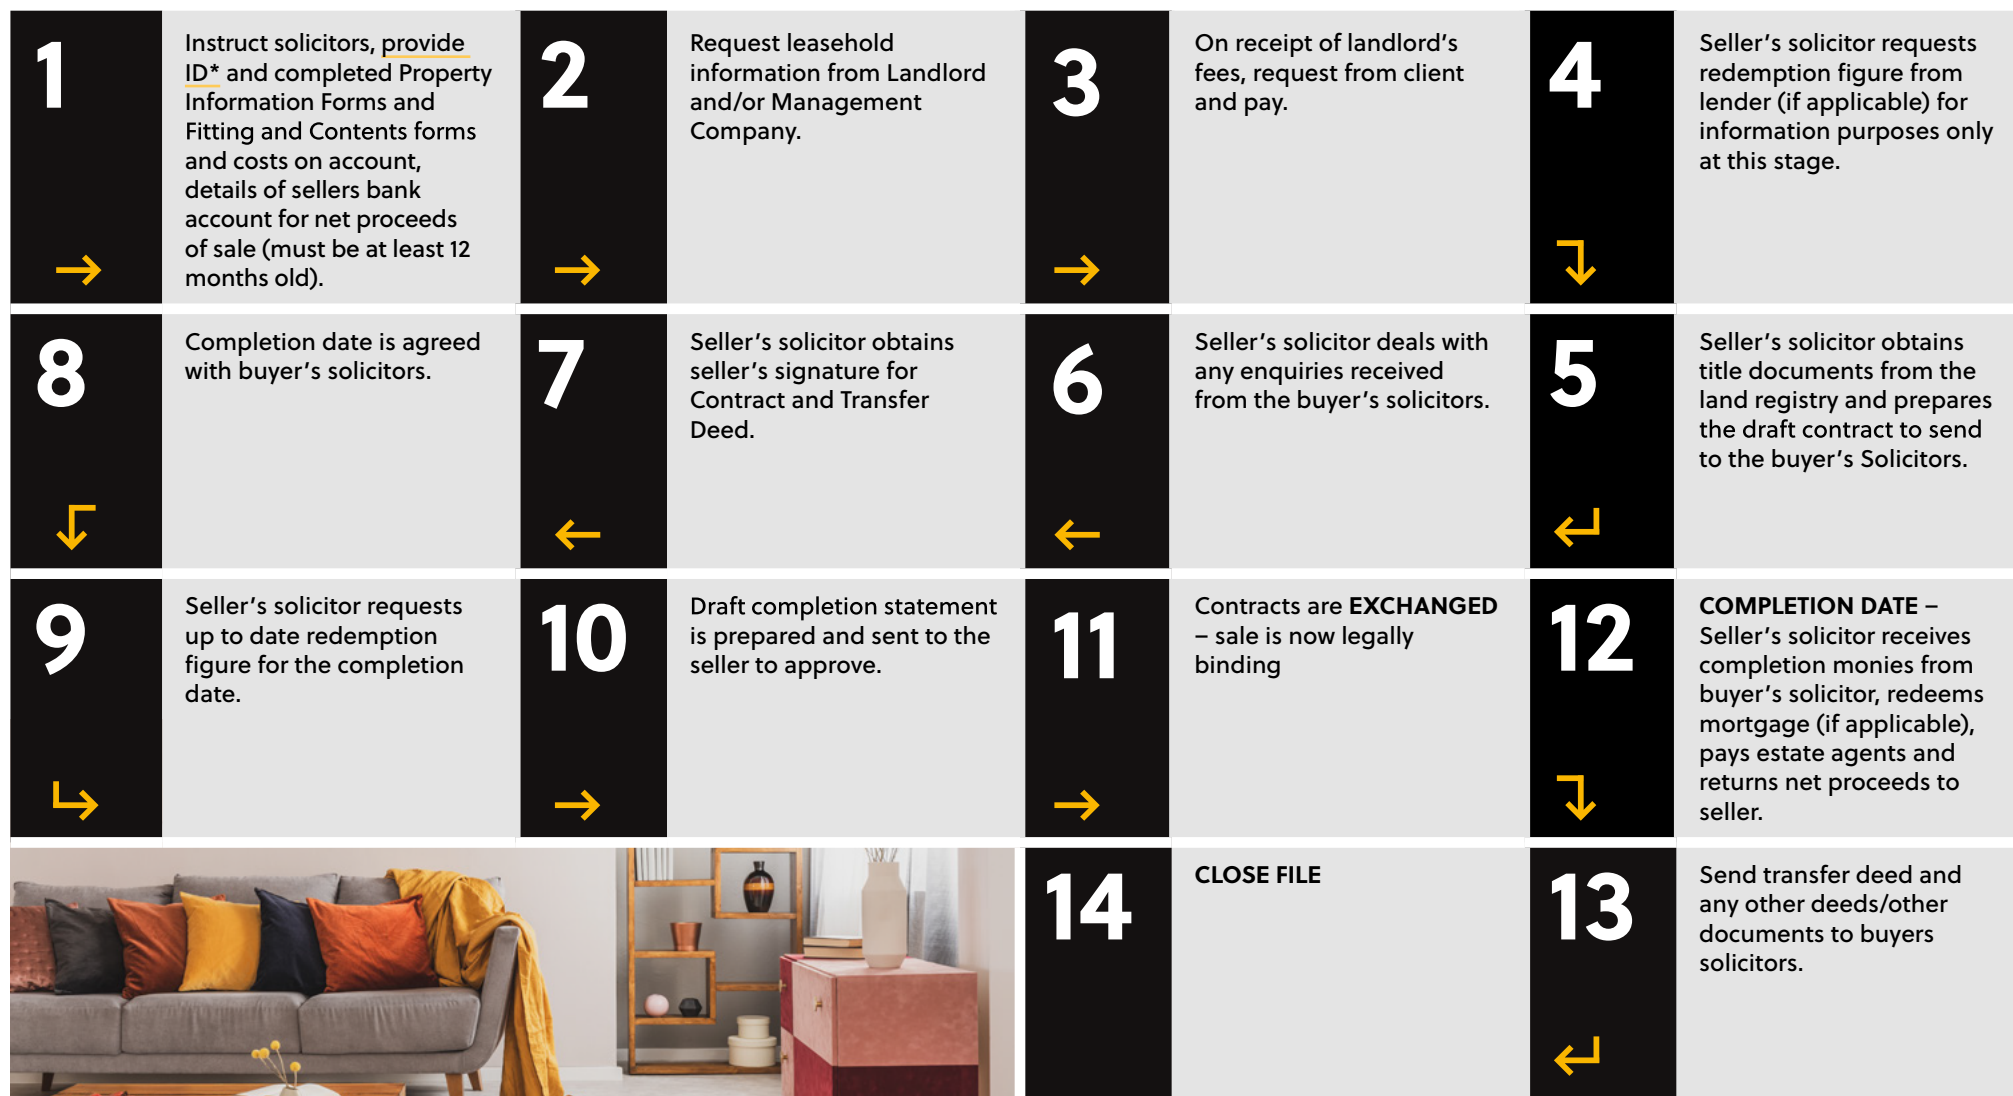 1
Instruct solicitors, provide
ID* and completed Property
Information Forms and
Fitting and Contents forms
and costs on account,
details of sellers bank
account for net proceeds
of sale (must be at least 12
months old).
2
Request leasehold
information from Landlord
and/or Management
Company.
3
On receipt of landlord's
fees, request from client
and pay.
4
Seller's solicitor requests
redemption figure from
lender (if applicable) for
information purposes only
at this stage.
5
Seller's solicitor obtains
title documents from the
land registry and prepares
the draft contract to send
to the buyer's Solicitors.
6
Seller's solicitor deals with
any enquiries received
from the buyer's solicitors.
7
Seller's solicitor obtains
seller's signature for
Contract and Transfer
Deed.
8
Completion date is agreed
with buyer's solicitors.
9
Seller's solicitor requests
up to date redemption
figure for the completion
date.
10
Draft completion statement
is prepared and sent to the
seller to approve.
11
Contracts are EXCHANGED
– sale is now legally
binding
12
COMPLETION DATE –
Seller's solicitor receives
completion monies from
buyer's solicitor, redeems
mortgage (if applicable),
pays estate agents and
returns net proceeds to
seller.
13
Send transfer deed and
any other deeds/other
documents to buyers
solicitors.
14
CLOSE FILE